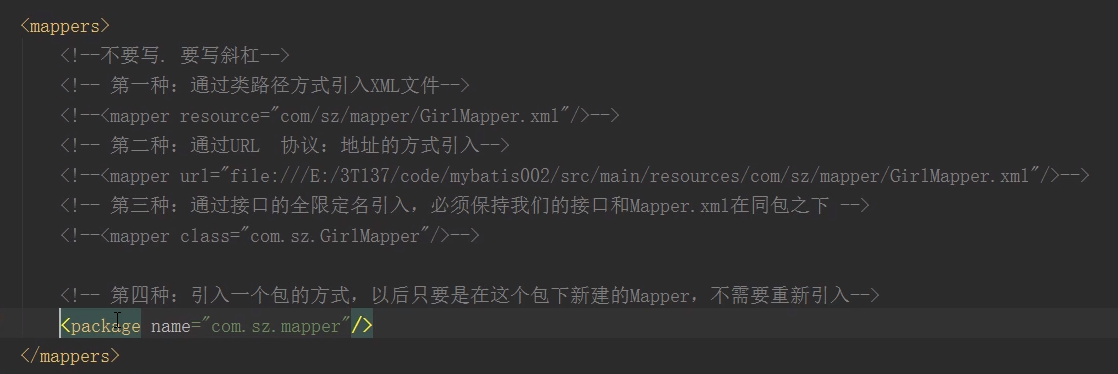 <mappers>
<!--不要写. 要写斜杠-->
<!-- 第一种：通过类路径方式引入XML文件-->
<!--<mapper resource="com/sz/mapper/GirlMapper.xml"/>-->
<!-- 第二种：通过URL  协议：地址的方式引入-->
<!--<mapper url="file:///E:/3T137/code/mybatis002/src/main/resources/com/sz/mapper/GirlMapper.xml"/>-->
<!-- 第三种：通过接口的全限定名引入，必须保持我们的接口和Mapper.xml在同包之下 -->
<!--<mapper class="com.sz.GirlMapper"/>-->
<!-- 第四种：引入一个包的方式，以后只要是在这个包下新建的Mapper，不需要重新引入-->
<package name="com.sz.mapper"/>
</mappers>